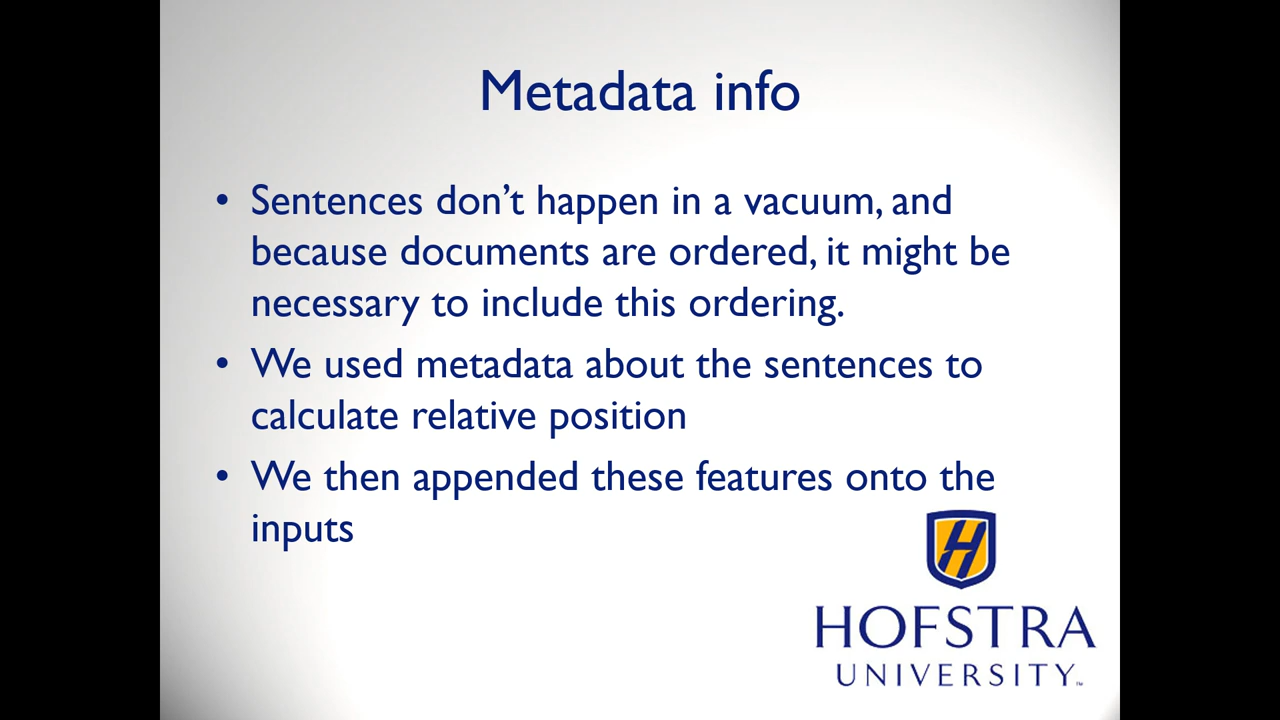 Metadata info
• Sentences don’t happen in a vacuum, and
because documents are ordered, it might be
necessary to include this ordering.
• We used metadata about the sentences to
calculate relative position
• We then appended these features onto the
inputs
H
HOFSTRA
UNIVERSITY™